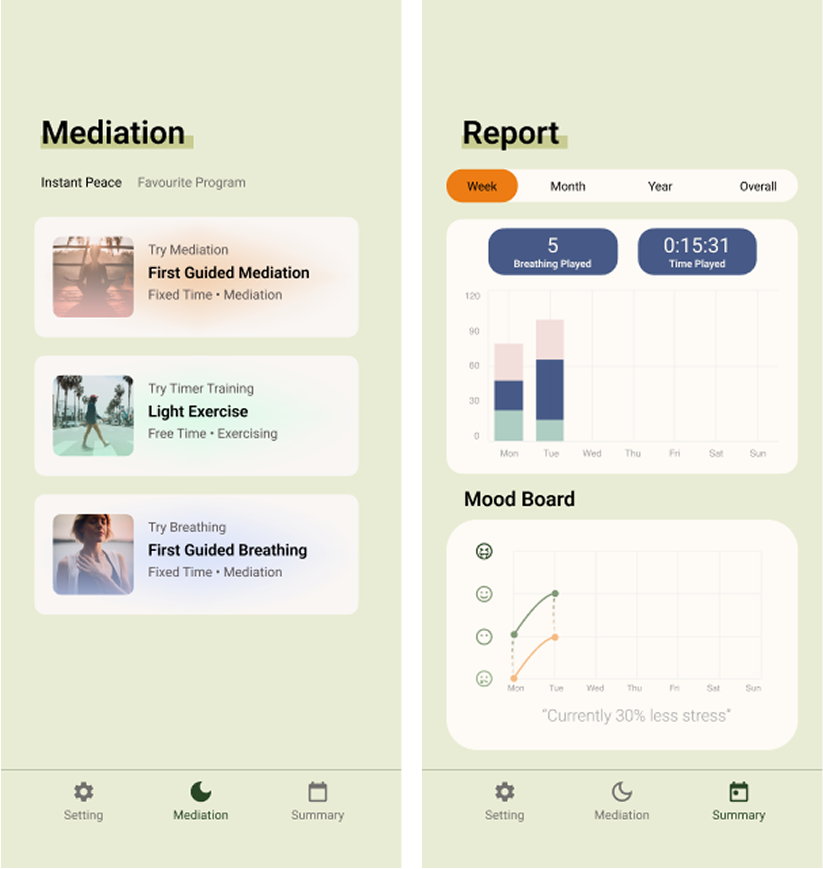 Mediation
Instant Peace Favourite Program
Try Mediation
First Guided Mediation
Fixed Time • Mediation
Try Timer Training
Light Exercise
Free Time • Exercising
Try Breathing
First Guided Breathing
Fixed Time • Mediation
Setting Mediation Summary
Report
Week Month Year Overall
5 0:15:31
Breathing Played Time Played
120
90
60
30
0
Mon Tue Wed Thu Fri Sat Sun
Mood Board
Mon Tue Wed Thu Fri Sat Sun
“Currently 30% less stress”
Setting Mediation Summary